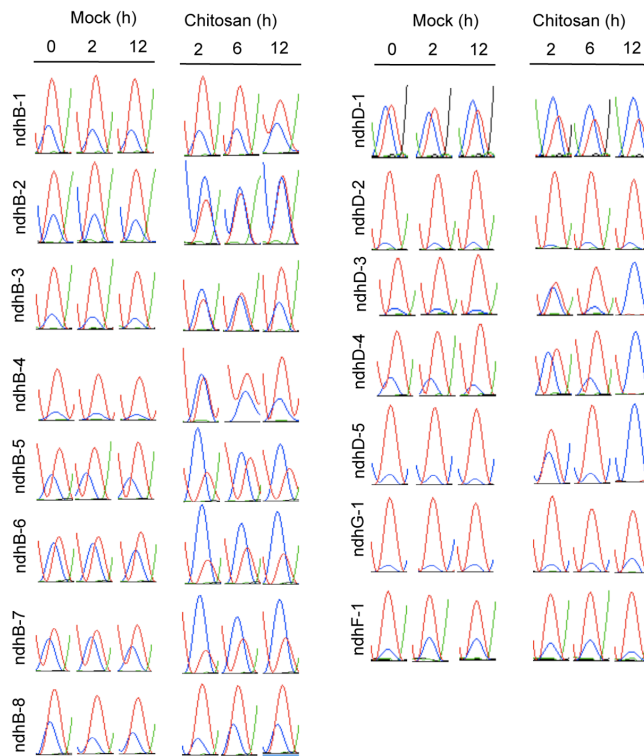 Mock (h) Chitosan (h)
0 2 12 2 6 12
ndhB-1
ndhB-2
ndhB-3
ndhB-4
ndhB-5
ndhB-6
ndhB-7
ndhB-8
Mock (h) Chitosan (h)
0 2 12 2 6 12
ndhD-1
ndhD-2
ndhD-3
ndhD-4
ndhD-5
ndhG-1
ndhF-1